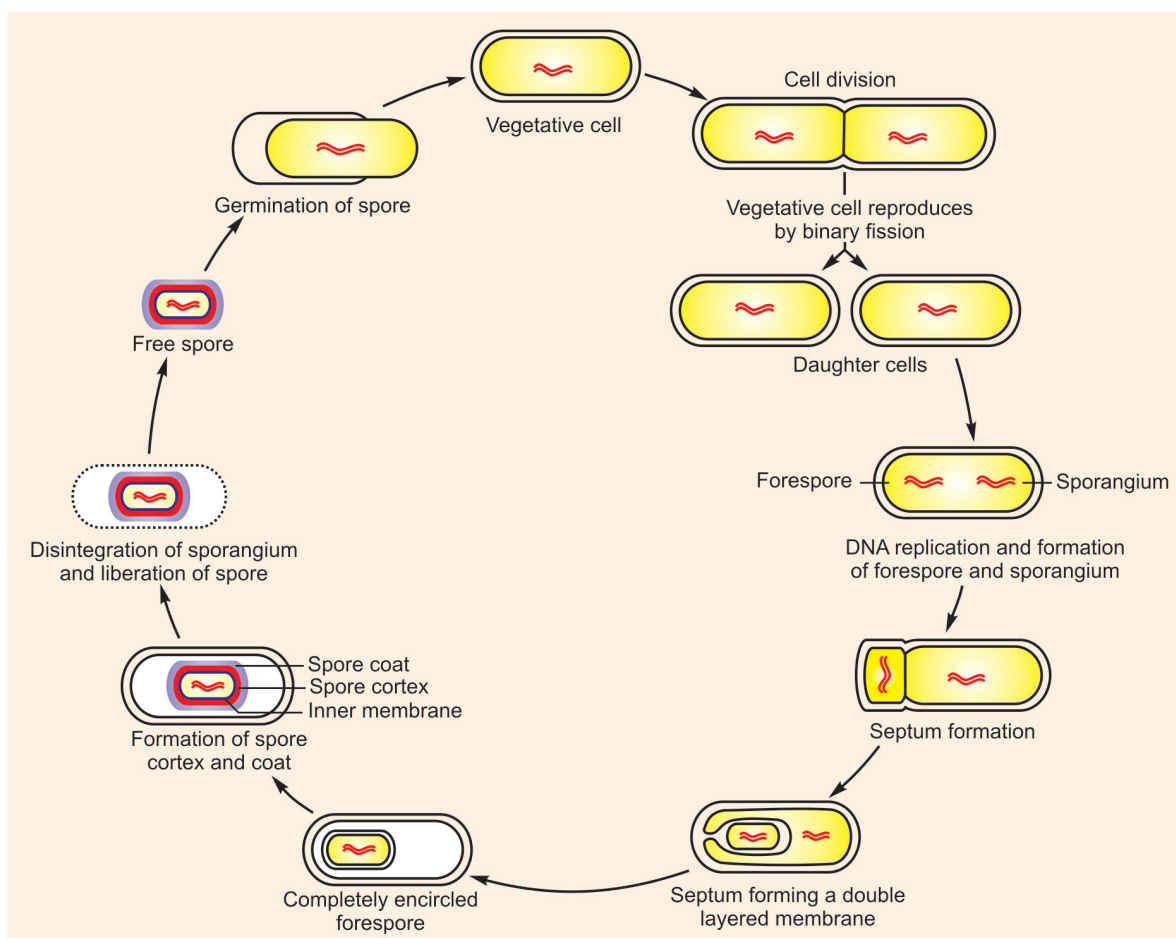 Cell division
Vegetative cell
Vegetative cell reproduces
by binary fission
Daughter cells
Forespore
Sporangium
DNA replication and formation
of forespore and sporangium
Septum formation
Septum forming a double
layered membrane
Completely encircled
forespore
Spore coat
Spore cortex
Inner membrane
Formation of spore
cortex and coat
Disintegration of sporangium
and liberation of spore
Free spore
Germination of spore